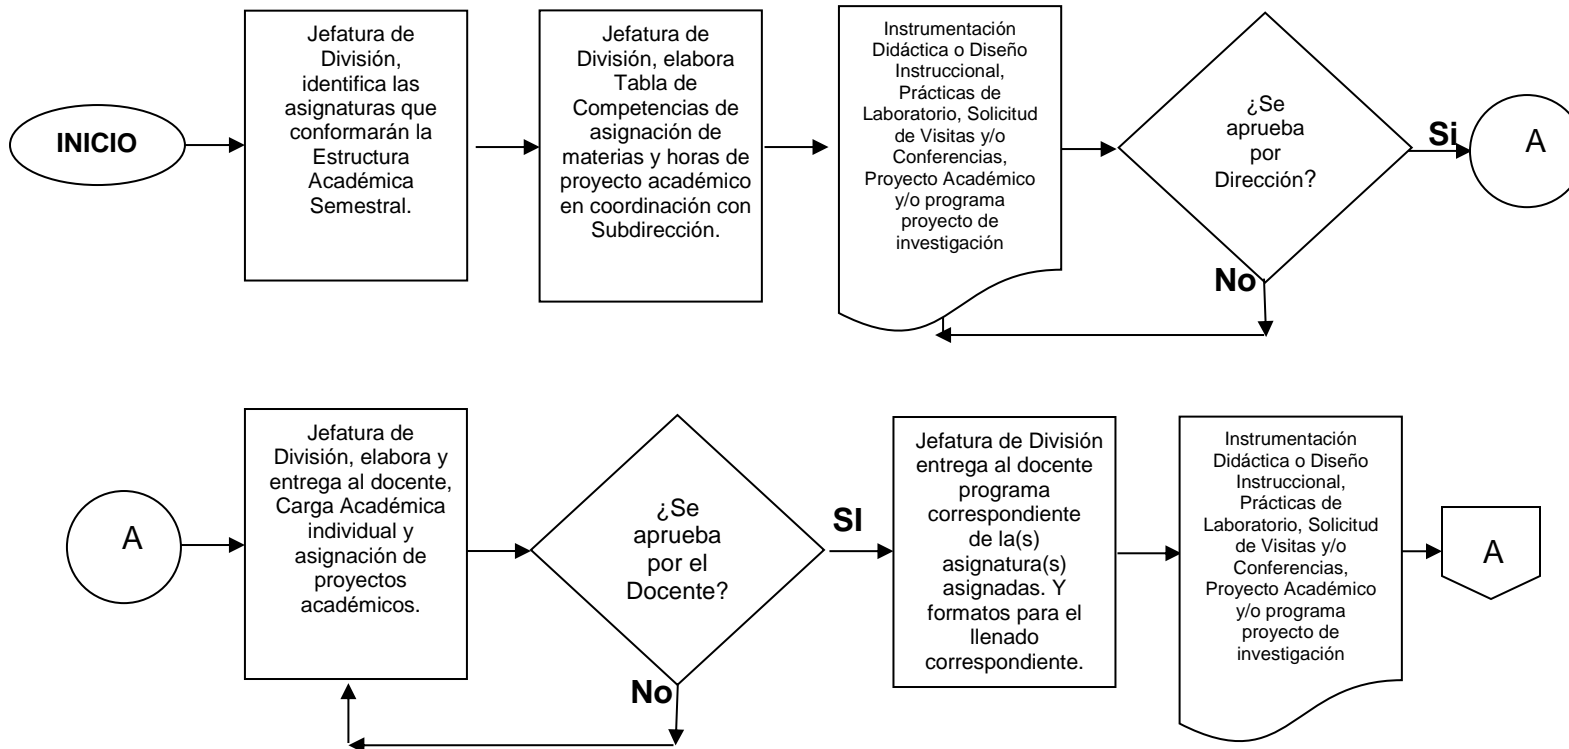 INICIO
Jefatura de
División,
identifica las
asignaturas que
conformarán la
Estructura
Académica
Semestral.
Jefatura de
División, elabora
Tabla de
Competencias de
asignación de
materias y horas de
proyecto académico
en coordinación con
Subdirección.
Instrumentación
Didáctica o Diseño
Instruccional,
Prácticas de
Laboratorio, Solicitud
de Visitas y/o
Conferencias,
Proyecto Académico
y/o programa
proyecto de
investigación
¿Se
aprueba
por
Dirección?
Si
A
No
A
Jefatura de
División, elabora y
entrega al docente,
Carga Académica
individual y
asignación de
proyectos
académicos.
¿Se
aprueba
por el
Docente?
SI
No
Jefatura de División
entrega al docente
programa
correspondiente
de la(s)
asignatura(s)
asignadas. Y
formatos para el
llenado
correspondiente.
Instrumentación
Didáctica o Diseño
Instruccional,
Prácticas de
Laboratorio, Solicitud
de Visitas y/o
Conferencias,
Proyecto Académico
y/o programa
proyecto de
investigación
A